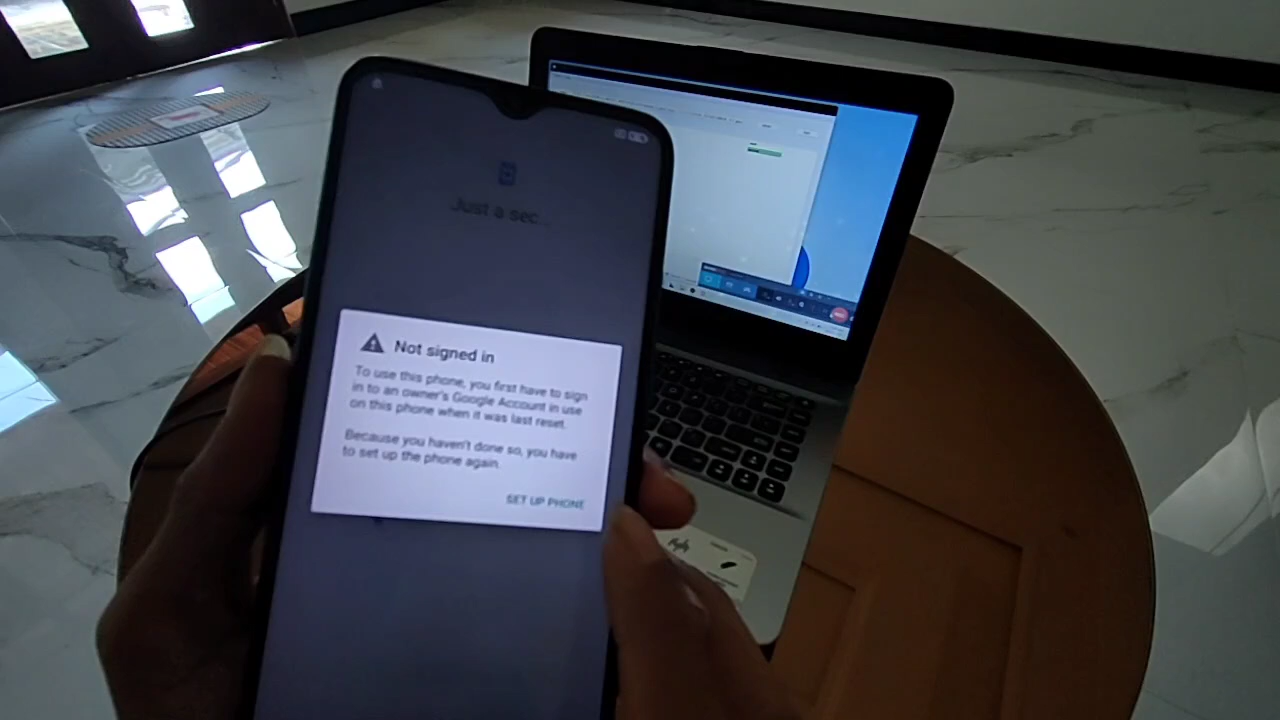 Just a sec...
Not signed in
To use this phone, you first have to sign
in to an owner's Google Account in use
on this phone when it was last reset.
Because you haven't done so, you have
to set up the phone again.
SET UP PHONE